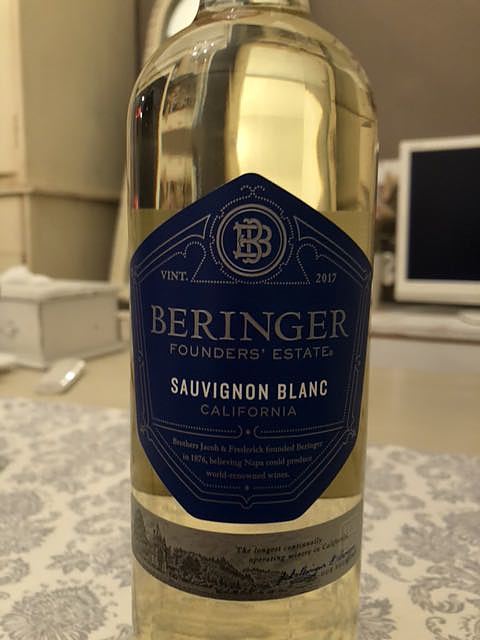 BB
VINT. 2017
BERINGER
FOUNDERS' ESTATE®
SAUVIGNON BLANC
CALIFORNIA
Brothers Jacob & Frederick founded Beringer
in 1876, believing Napa could produce
world-renowned wines.
The longest continually
operating winery in California